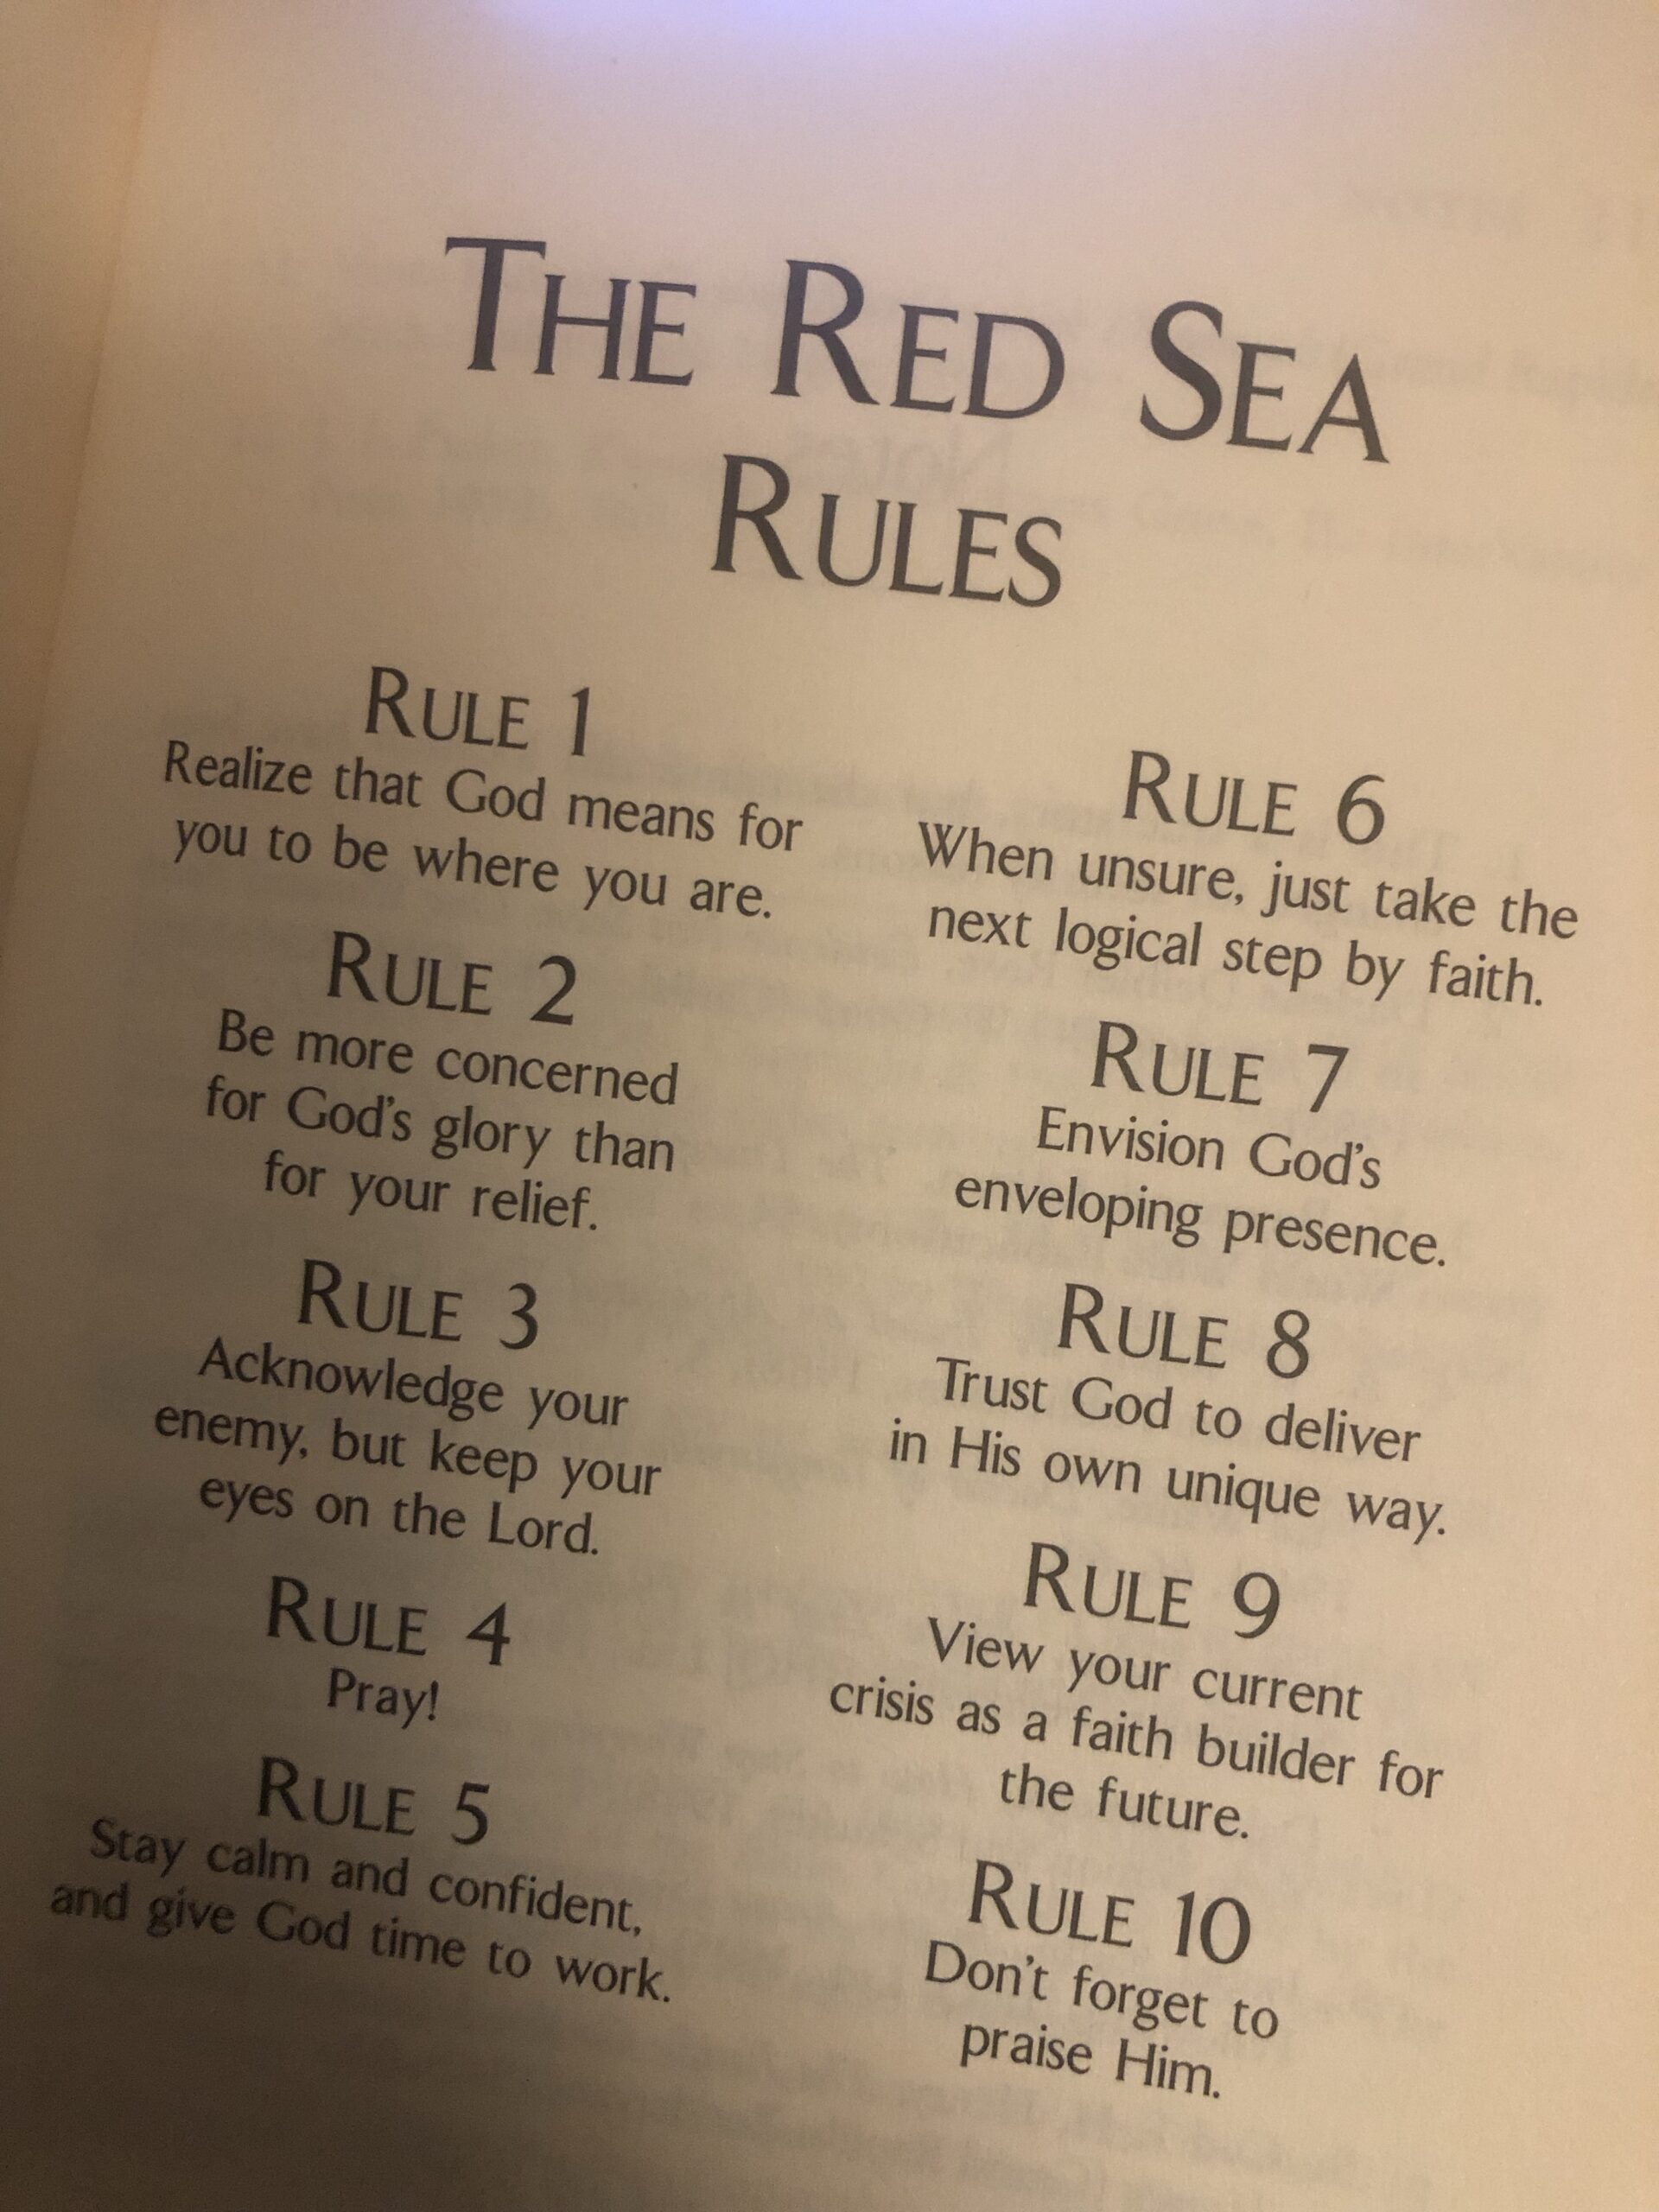 THE RED SEA
RULES
RULE 1
Realize that God means for
you to be where you are.
RULE 2
Be more concerned
for God's glory than
for your relief.
RULE 3
Acknowledge your
enemy, but keep your
eyes on the Lord.
RULE 4
Pray!
RULE 5
Stay calm and confident,
and give God time to work.
RULE 6
When unsure, just take the
next logical step by faith.
RULE 7
Envision God's
enveloping presence.
RULE 8
Trust God to deliver
in His own unique way.
RULE 9
View your current
crisis as a faith builder for
the future.
RULE 10
Don't forget to
praise Him.